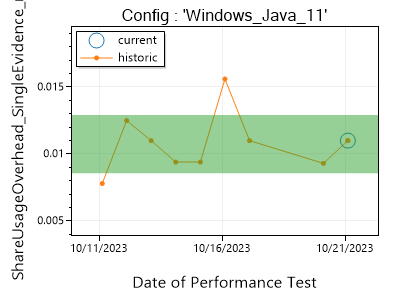 Config : 'Windows_Java_11'
current
historic
ShareUsageOverhead_SingleEvidence_
0.015
0.01
0.005
10/11/2023
10/16/2023
10/21/2023
Date of Performance Test